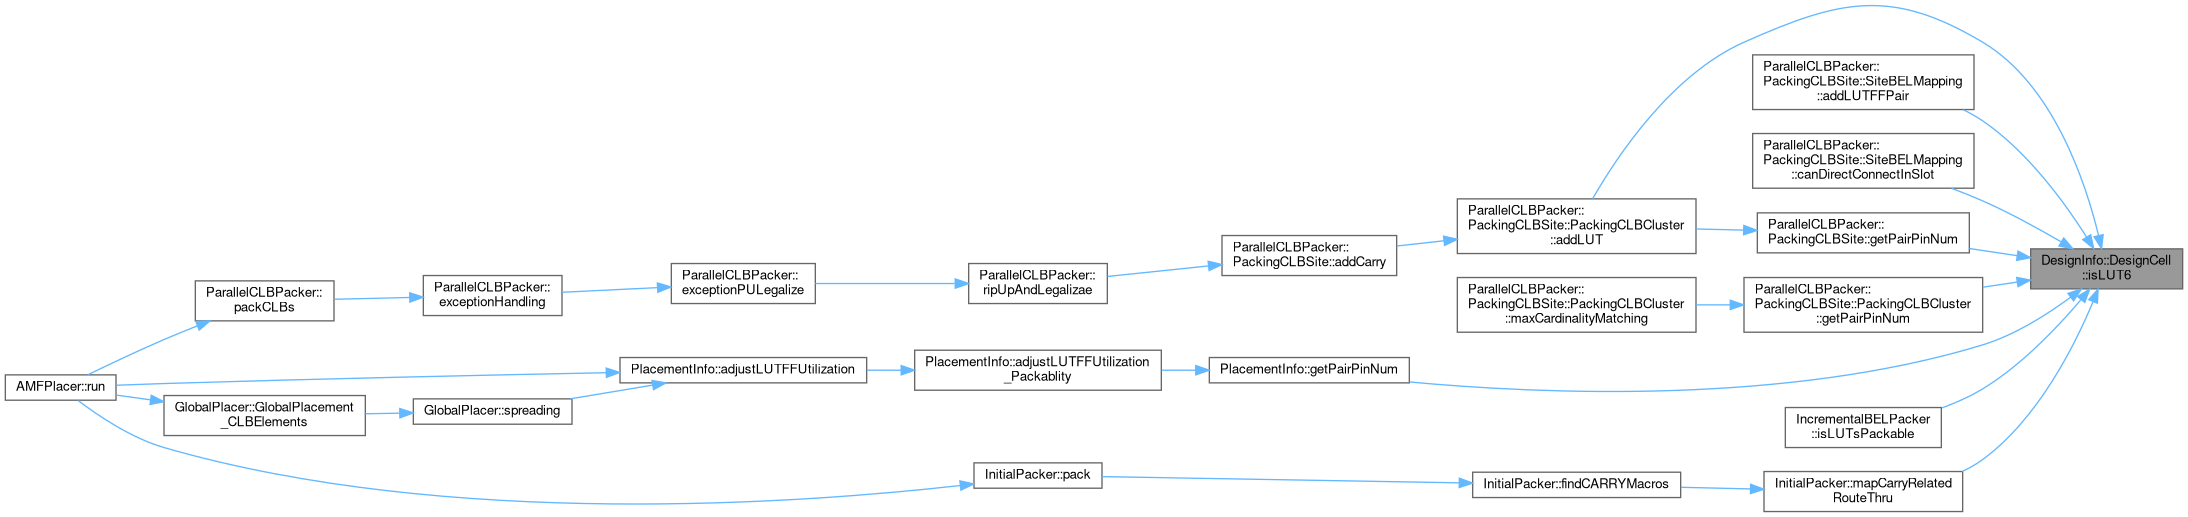 AMFPlacer::run
ParallelCLBPacker::
packCLBs
ParallelCLBPacker::
exceptionHandling
ParallelCLBPacker::
exceptionPULegalize
ParallelCLBPacker::
ripUpAndLegalizae
ParallelCLBPacker::
PackingCLBSite::addCarry
ParallelCLBPacker::
PackingCLBSite::PackingCLBCluster
::addLUT
ParallelCLBPacker::
PackingCLBSite::SiteBELMapping
::addLUTFFPair
ParallelCLBPacker::
PackingCLBSite::SiteBELMapping
::canDirectConnectInSlot
ParallelCLBPacker::
PackingCLBSite::getPairPinNum
DesignInfo::DesignCell
::isLUT6
ParallelCLBPacker::
PackingCLBSite::PackingCLBCluster
::maxCardinalityMatching
ParallelCLBPacker::
PackingCLBSite::PackingCLBCluster
::getPairPinNum
GlobalPlacer::GlobalPlacement
_CLBElements
GlobalPlacer::spreading
PlacementInfo::adjustLUTFFUtilization
PlacementInfo::adjustLUTFFUtilization
_Packablity
PlacementInfo::getPairPinNum
IncrementalBELPacker
::isLUTsPackable
InitialPacker::pack
InitialPacker::findCARRYMacros
InitialPacker::mapCarryRelated
RouteThru